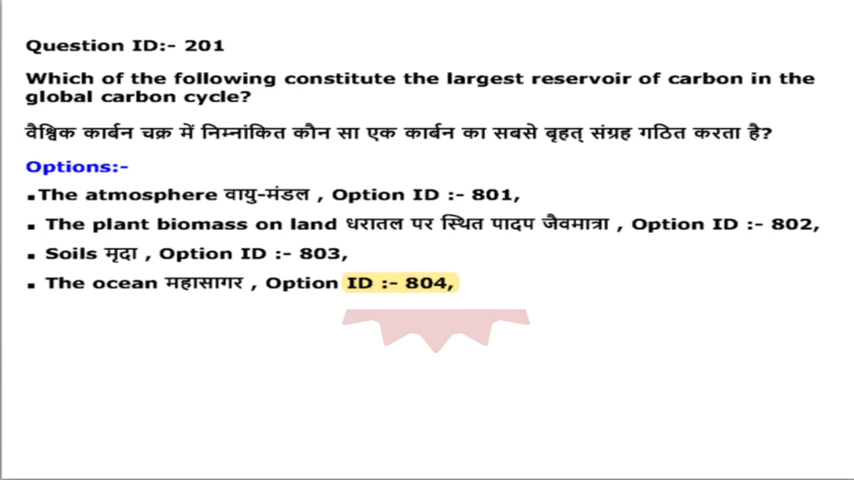 Question ID:- 201
Which of the following constitute the largest reservoir of carbon in the
global carbon cycle?
वैश्विक कार्बन चक्र में निम्नांकित कौन सा एक कार्बन का सबसे बृहत् संग्रह गठित करता है?
Options:-
▪The atmosphere वायु-मंडल , Option ID :- 801,
▪ The plant biomass on land धरातल पर स्थित पादप जैवमात्रा , Option ID :- 802,
▪ Soils मृदा , Option ID :- 803,
▪ The ocean महासागर , Option ID :- 804,